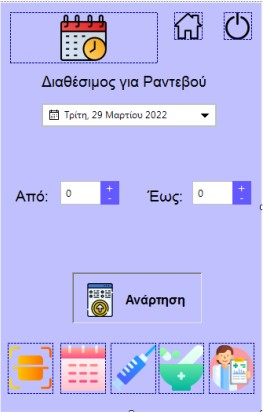 Διαθέσιμος για Ραντεβού
Τρίτη, 29 Μαρτίου 2022
Από: 0 + - Έως: 0 + -
Ανάρτηση